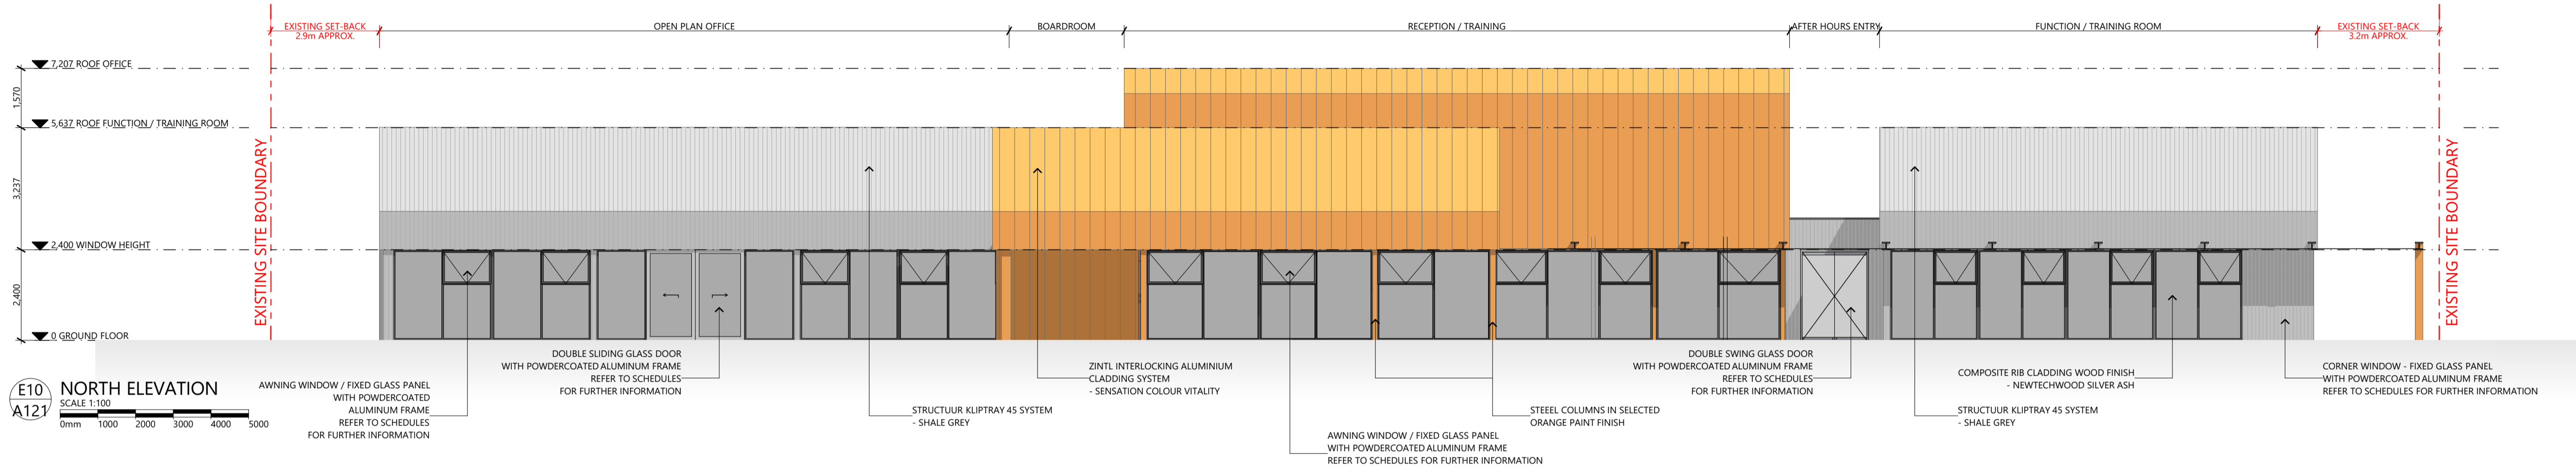 EXISTING SET-BACK
2.9m APPROX.
OPEN PLAN OFFICE
BOARDROOM
RECEPTION / TRAINING
AFTER HOURS ENTRY
FUNCTION / TRAINING ROOM
EXISTING SET-BACK
3.2m APPROX.
7,207 ROOF OFFICE
1,570
5,637 ROOF FUNCTION / TRAINING ROOM
EXISTING SITE BOUNDARY
EXISTING SITE BOUNDARY
3,237
2,400 WINDOW HEIGHT
2,400
0 GROUND FLOOR
E10
A121
NORTH ELEVATION
SCALE 1:100
0mm 1000 2000 3000 4000 5000
AWNING WINDOW / FIXED GLASS PANEL
WITH POWDERCOATED
ALUMINUM FRAME
REFER TO SCHEDULES
FOR FURTHER INFORMATION
DOUBLE SLIDING GLASS DOOR
WITH POWDERCOATED ALUMINUM FRAME
REFER TO SCHEDULES
FOR FURTHER INFORMATION
STRUCTUUR KLIPTRAY 45 SYSTEM
- SHALE GREY
ZINTL INTERLOCKING ALUMINIUM
CLADDING SYSTEM
- SENSATION COLOUR VITALITY
AWNING WINDOW / FIXED GLASS PANEL
WITH POWDERCOATED ALUMINUM FRAME
REFER TO SCHEDULES FOR FURTHER INFORMATION
STEEEL COLUMNS IN SELECTED
ORANGE PAINT FINISH
DOUBLE SWING GLASS DOOR
WITH POWDERCOATED ALUMINUM FRAME
REFER TO SCHEDULES
FOR FURTHER INFORMATION
COMPOSITE RIB CLADDING WOOD FINISH
- NEWTECHWOOD SILVER ASH
STRUCTUUR KLIPTRAY 45 SYSTEM
- SHALE GREY
CORNER WINDOW - FIXED GLASS PANEL
WITH POWDERCOATED ALUMINUM FRAME
REFER TO SCHEDULES FOR FURTHER INFORMATION